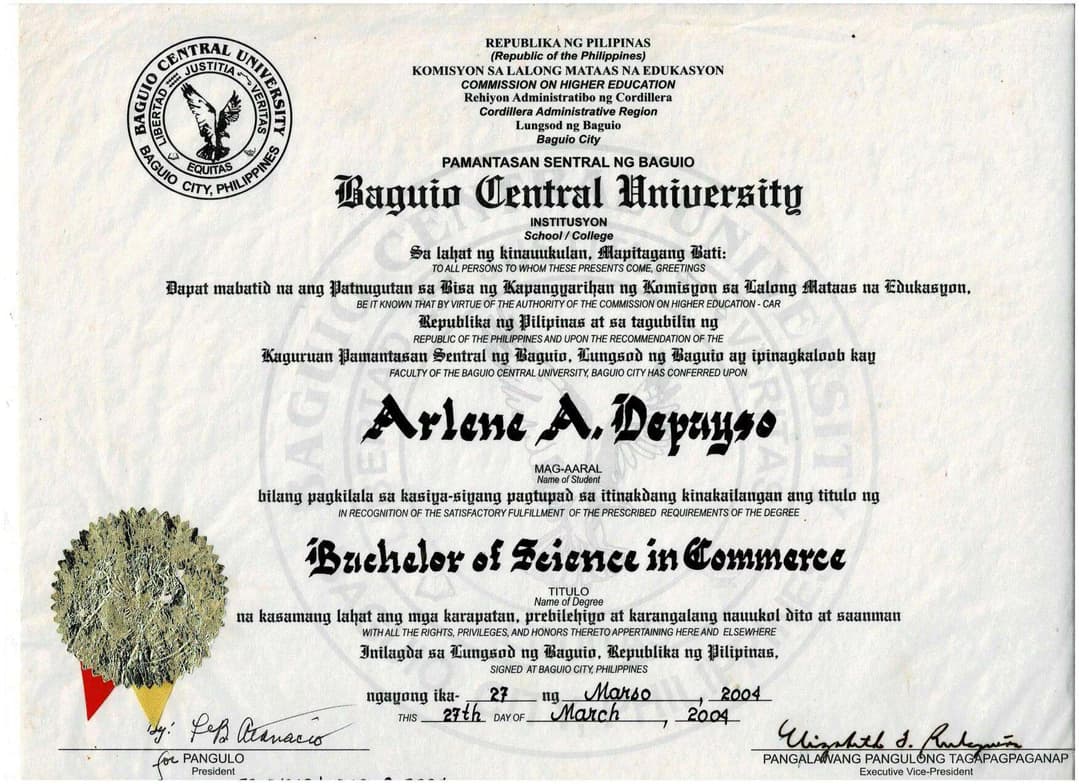 BAGUIO CENTRAL UNIVERSITY
BAGUIO CITY, PHILIPPINES
LIBERTAD
JUSTITIA
VERITAS
EQUITAS
REPUBLIKA NG PILIPINAS
(Republic of the Philippines)
KOMISYON SA LALONG MATAAS NA EDUKASYON
COMMISSION ON HIGHER EDUCATION
Rehiyon Administratibo ng Cordillera
Cordillera Administrative Region
Lungsod ng Baguio
Baguio City
PAMANTASAN SENTRAL NG BAGUIO
Baguio Central University
INSTITUSYON
School / College
Sa lahat ng kinauukulan, Mapitagang Bati:
TO ALL PERSONS TO WHOM THESE PRESENTS COME, GREETINGS
Dapat mabatid na ang Patnugutan sa Bisa ng Kapangyarihan ng Komisyon sa Lalong Mataas na Edukasyon,
BE IT KNOWN THAT BY VIRTUE OF THE AUTHORITY OF THE COMMISSION ON HIGHER EDUCATION - CAR
Republika ng Pilipinas at sa tagubilin ng
REPUBLIC OF THE PHILIPPINES AND UPON THE RECOMMENDATION OF THE
Kaguruan Pamantasan Sentral ng Baguio, Lungsod ng Baguio ay ipinagkaloob kay
FACULTY OF THE BAGUIO CENTRAL UNIVERSITY, BAGUIO CITY HAS CONFERRED UPON
Arlene A. Depayso
MAG-AARAL
Name of Student
bilang pagkilala sa kasiya-siyang pagtupad sa itinakdang kinakailangan ang titulo ng
IN RECOGNITION OF THE SATISFACTORY FULFILLMENT OF THE PRESCRIBED REQUIREMENTS OF THE DEGREE
Bachelor of Science in Commerce
TITULO
Name of Degree
na kasamang lahat ang mga karapatan, prebilehiyo at karangalang nauukol dito at saanman
WITH ALL THE RIGHTS, PRIVILEGES, AND HONORS THERETO APPERTAINING HERE AND ELSEWHERE
Inilagda sa Lungsod ng Baguio, Republika ng Pilipinas,
SIGNED AT BAGUIO CITY, PHILIPPINES
ngayong ika- 27 ng Marso, 2004
THIS 27th DAY OF March, 2004
by:
for PANGULO
President
PANGALAWANG PANGULONG TAGAPAGPAGANAP
Executive Vice-President